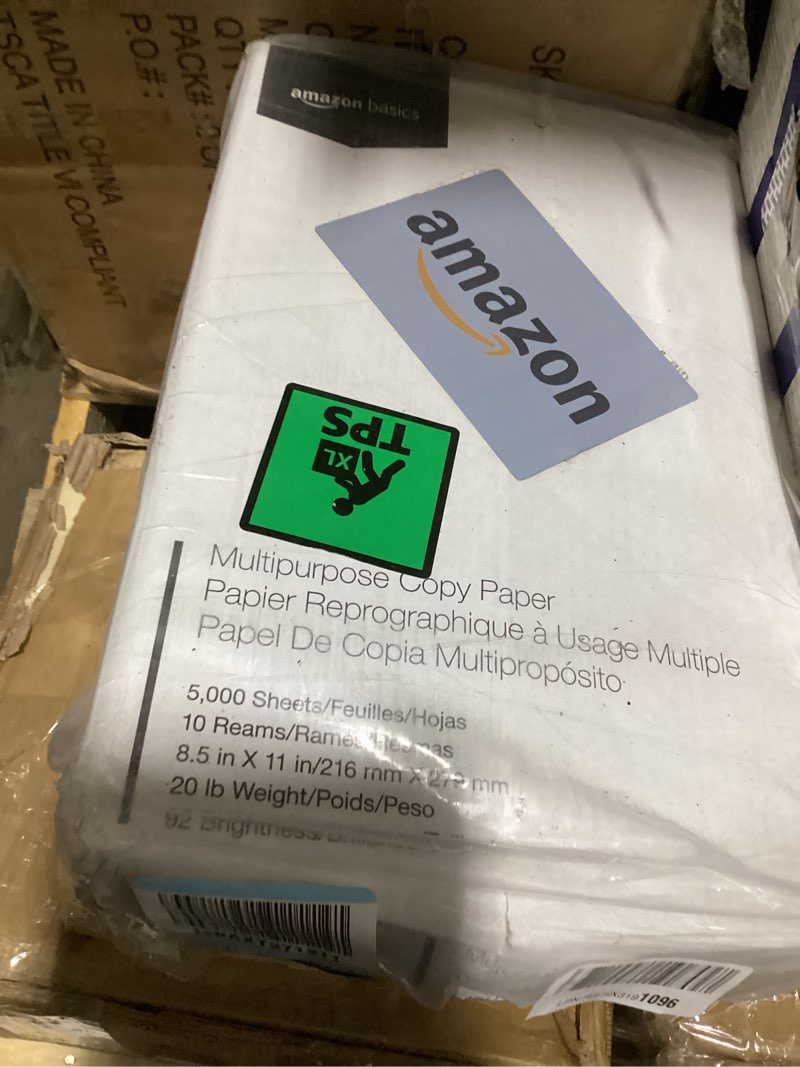 MADE IN CHINA
TSCA TITLE VI COMPLIANT
P.O.#:
PACK#:
amazon basics
amazon
TPS
XL
Multipurpose Copy Paper
Papier Reprographique à Usage Multiple
Papel De Copia Multipropósito
5,000 Sheets/Feuilles/Hojas
10 Reams/Rames/Resmas
8.5 in X 11 in/216 mm X 279 mm
20 lb Weight/Poids/Peso
92 Brightness/
1096